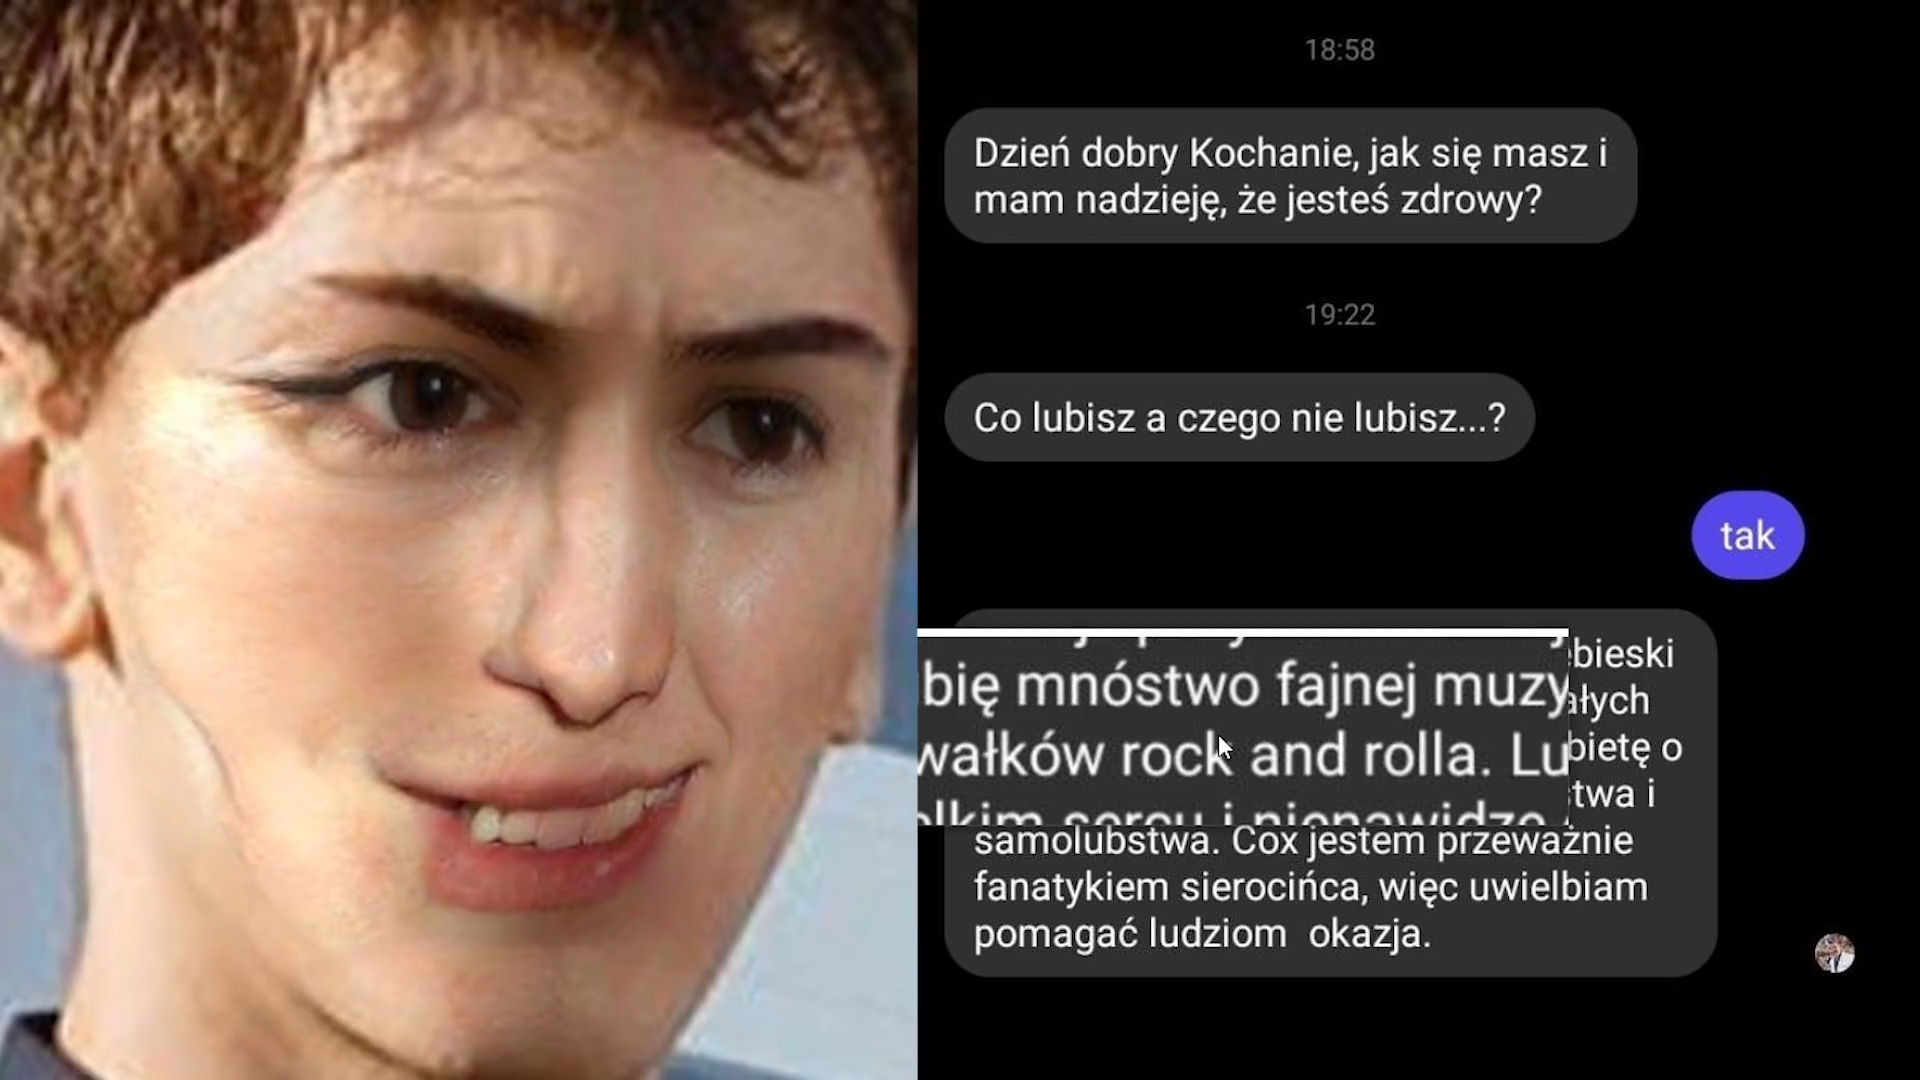 18:58
Dzień dobry Kochanie, jak się masz i
mam nadzieję, że jesteś zdrowy?
19:22
Co lubisz a czego nie lubisz...?
tak
bię mnóstwo fajnej muzy
wałków rock and rolla. Lu
bieski
ałych
bietę o
stwa i
samolubstwa. Cox jestem przeważnie
fanatykiem sierocińca, więc uwielbiam
pomagać ludziom okazja.